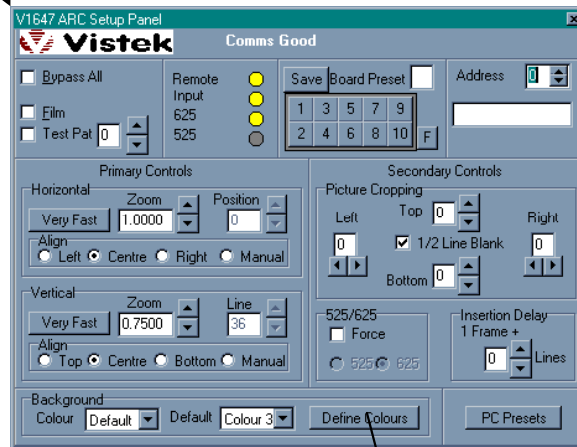 V1647 ARC Setup Panel
Vistek
Comms Good
Bypass All
Film
Test Pat 0
Remote
Input
625
525
Save Board Preset
1 3 5 7 9
2 4 6 8 10 F
Address 0
Primary Controls
Horizontal
Zoom Position
Very Fast 1.0000 0
Align
Left Centre Right Manual
Vertical
Zoom Line
Very Fast 0.7500 36
Align
Top Centre Bottom Manual
Secondary Controls
Picture Cropping
Left Top 0 Right
0 1/2 Line Blank 0
Bottom 0
525/625
Force
525 625
Insertion Delay
1 Frame +
0 Lines
Background
Colour Default Default Colour 3 Define Colours
PC Presets